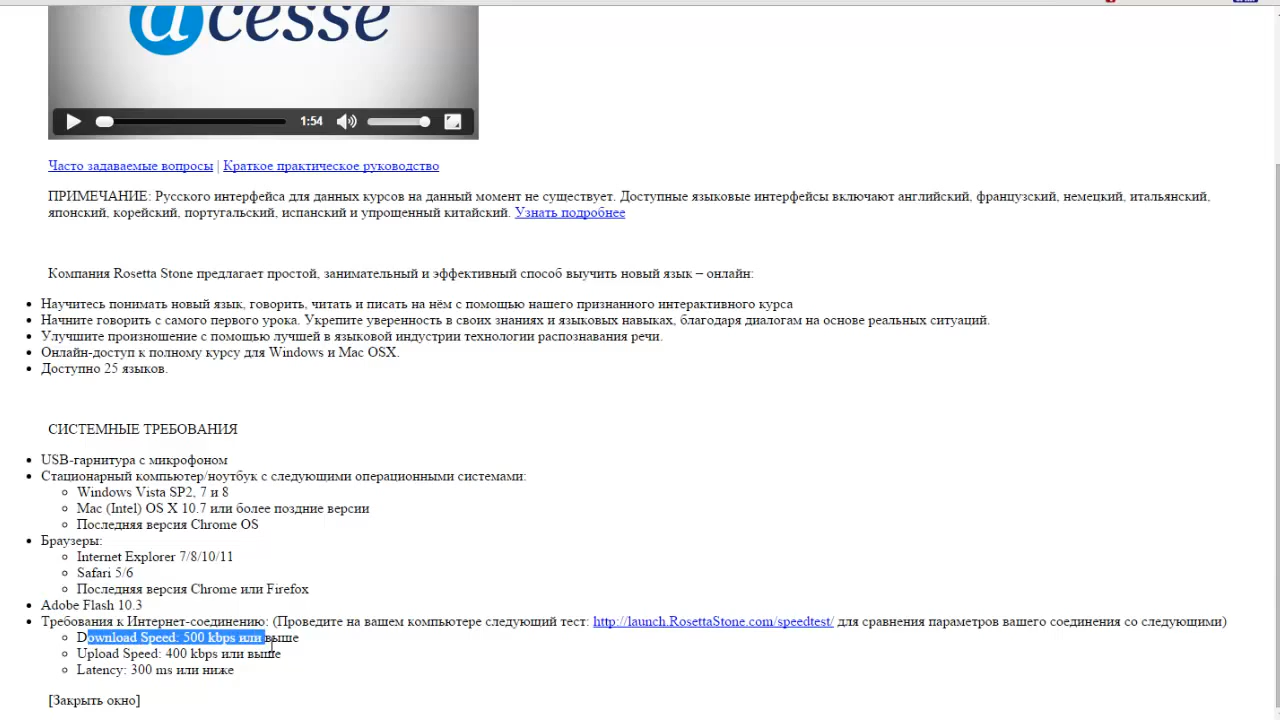 acesse
1:54
Часто задаваемые вопросы | Краткое практическое руководство
ПРИМЕЧАНИЕ: Русского интерфейса для данных курсов на данный момент не существует. Доступные языковые интерфейсы включают английский, французский, немецкий, итальянский,
японский, корейский, португальский, испанский и упрощенный китайский. Узнать подробнее
Компания Rosetta Stone предлагает простой, занимательный и эффективный способ выучить новый язык – онлайн:
Научитесь понимать новый язык, говорить, читать и писать на нём с помощью нашего признанного интерактивного курса
Начните говорить с самого первого урока. Укрепите уверенность в своих знаниях и языковых навыках, благодаря диалогам на основе реальных ситуаций.
Улучшите произношение с помощью лучшей в языковой индустрии технологии распознавания речи.
Онлайн-доступ к полному курсу для Windows и Mac OSX.
Доступно 25 языков.
СИСТЕМНЫЕ ТРЕБОВАНИЯ
USB-гарнитура с микрофоном
Стационарный компьютер/ноутбук с следующими операционными системами:
Windows Vista SP2, 7 и 8
Mac (Intel) OS X 10.7 или более поздние версии
Последняя версия Chrome OS
Браузеры:
Internet Explorer 7/8/10/11
Safari 5/6
Последняя версия Chrome или Firefox
Adobe Flash 10.3
Требования к Интернет-соединению: (Проведите на вашем компьютере следующий тест: http://launch.RosettaStone.com/speedtest/ для сравнения параметров вашего соединения со следующими)
Download Speed: 500 kbps или выше
Upload Speed: 400 kbps или выше
Latency: 300 ms или ниже
[Закрыть окно]